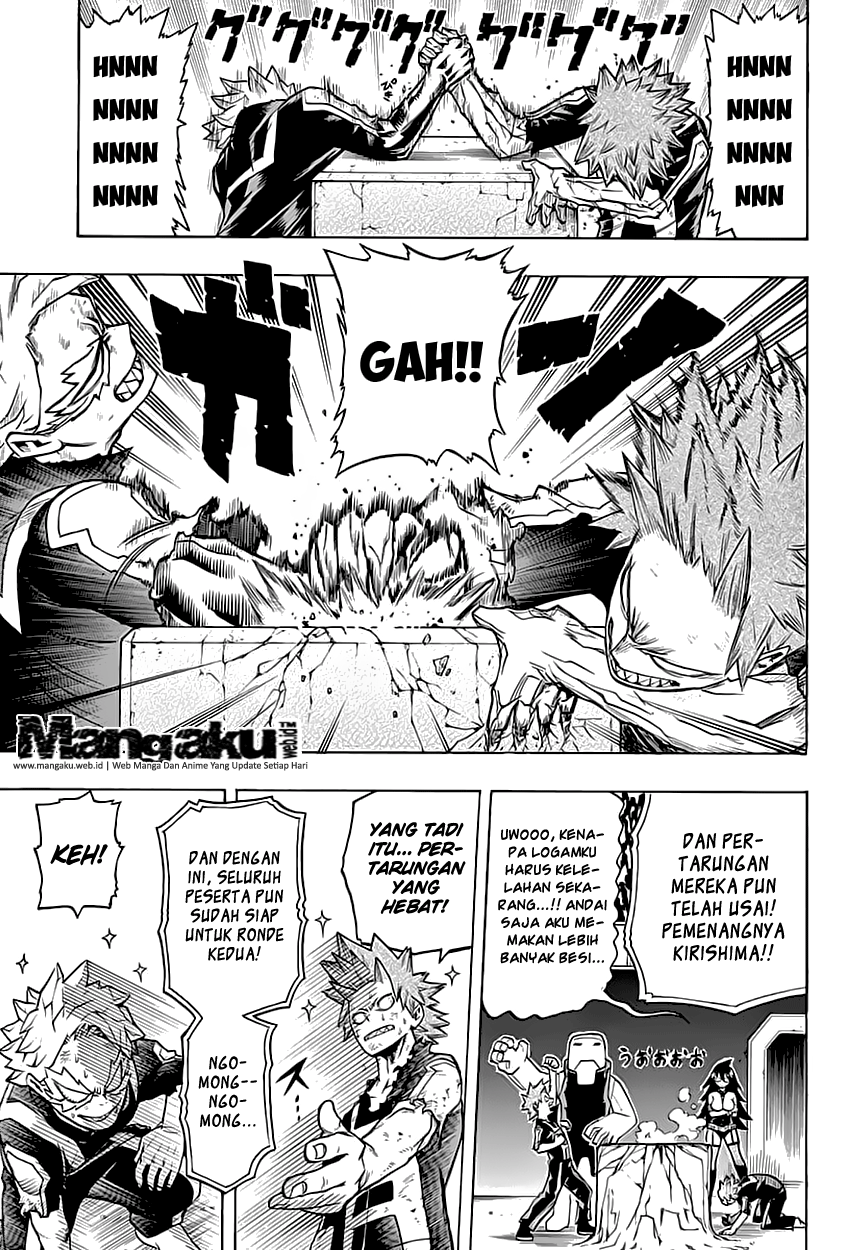 グググググググ
HNNN
NNNN
NNNN
NNN
HNNN
NNNN
NNNN
NNNN
GAH!!
ガーッ
Mangaku
web.id
www.mangaku.web.id | Web Manga Dan Anime Yang Update Setiap Hari
DAN PER-
TARUNGAN
MEREKA PUN
TELAH USAI!
PEMENANGNYA
KIRISHIMA!!
UWOOO, KENA-
PA LOGAMKU
HARUS KELE-
LAHAN SEKA-
RANG...!! ANDAI
SAJA AKU ME-
MAKAN LEBIH
BANYAK BESI...
うおおおお
YANG TADI
ITU... PER-
TARUNGAN
YANG
HEBAT!
DAN DENGAN
INI, SELURUH
PESERTA PUN
SUDAH SIAP
UNTUK RONDE
KEDUA!
NGO-
MONG--
NGO-
MONG...
スッ
KEH!